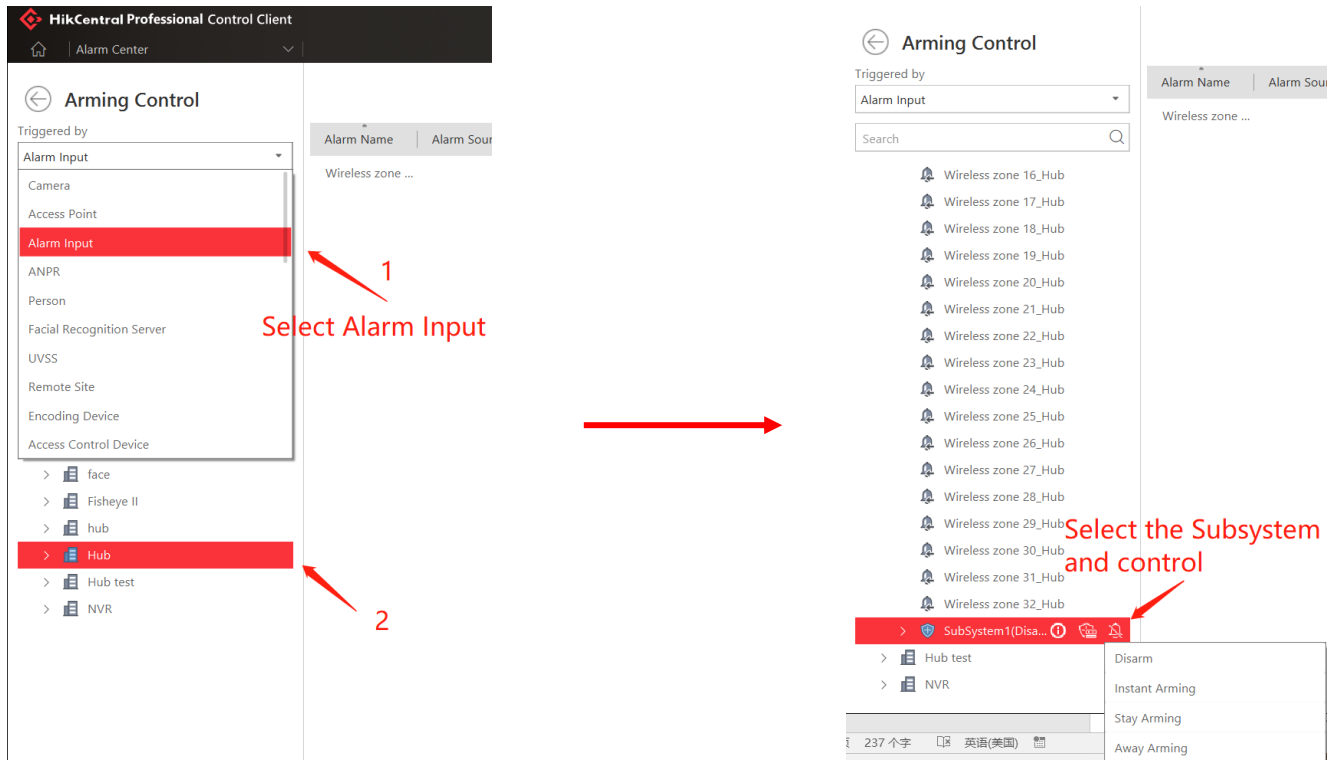 HikCentral Professional Control Client
Alarm Center
Arming Control
Triggered by
Alarm Input
Camera
Access Point
Alarm Input
ANPR
Person
Facial Recognition Server
UVSS
Remote Site
Encoding Device
Access Control Device
face
Fisheye II
hub
Hub
Hub test
NVR
Alarm Name
Alarm Sour
Wireless zone ...
1
Select Alarm Input
2
Arming Control
Triggered by
Alarm Input
Search
Wireless zone 16_Hub
Wireless zone 17_Hub
Wireless zone 18_Hub
Wireless zone 19_Hub
Wireless zone 20_Hub
Wireless zone 21_Hub
Wireless zone 22_Hub
Wireless zone 23_Hub
Wireless zone 24_Hub
Wireless zone 25_Hub
Wireless zone 26_Hub
Wireless zone 27_Hub
Wireless zone 28_Hub
Wireless zone 29_Hub
Wireless zone 30_Hub
Wireless zone 31_Hub
Wireless zone 32_Hub
SubSystem1(Disa...
Hub test
NVR
Alarm Name
Alarm Sour
Wireless zone ...
Select the Subsystem
and control
Disarm
Instant Arming
Stay Arming
Away Arming
237 个字 英语(美国)